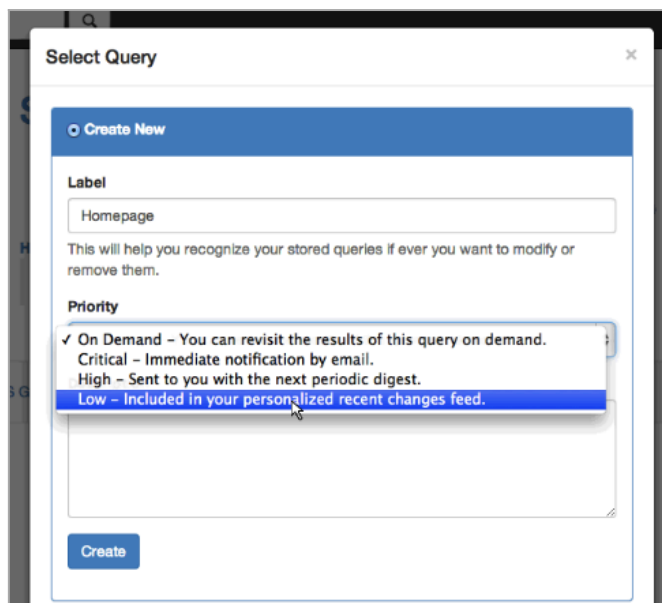 Select Query ×
Create New
Label
Homepage
This will help you recognize your stored queries if ever you want to modify or
remove them.
Priority
✓ On Demand – You can revisit the results of this query on demand.
Critical – Immediate notification by email.
High – Sent to you with the next periodic digest.
Low – Included in your personalized recent changes feed.
Create